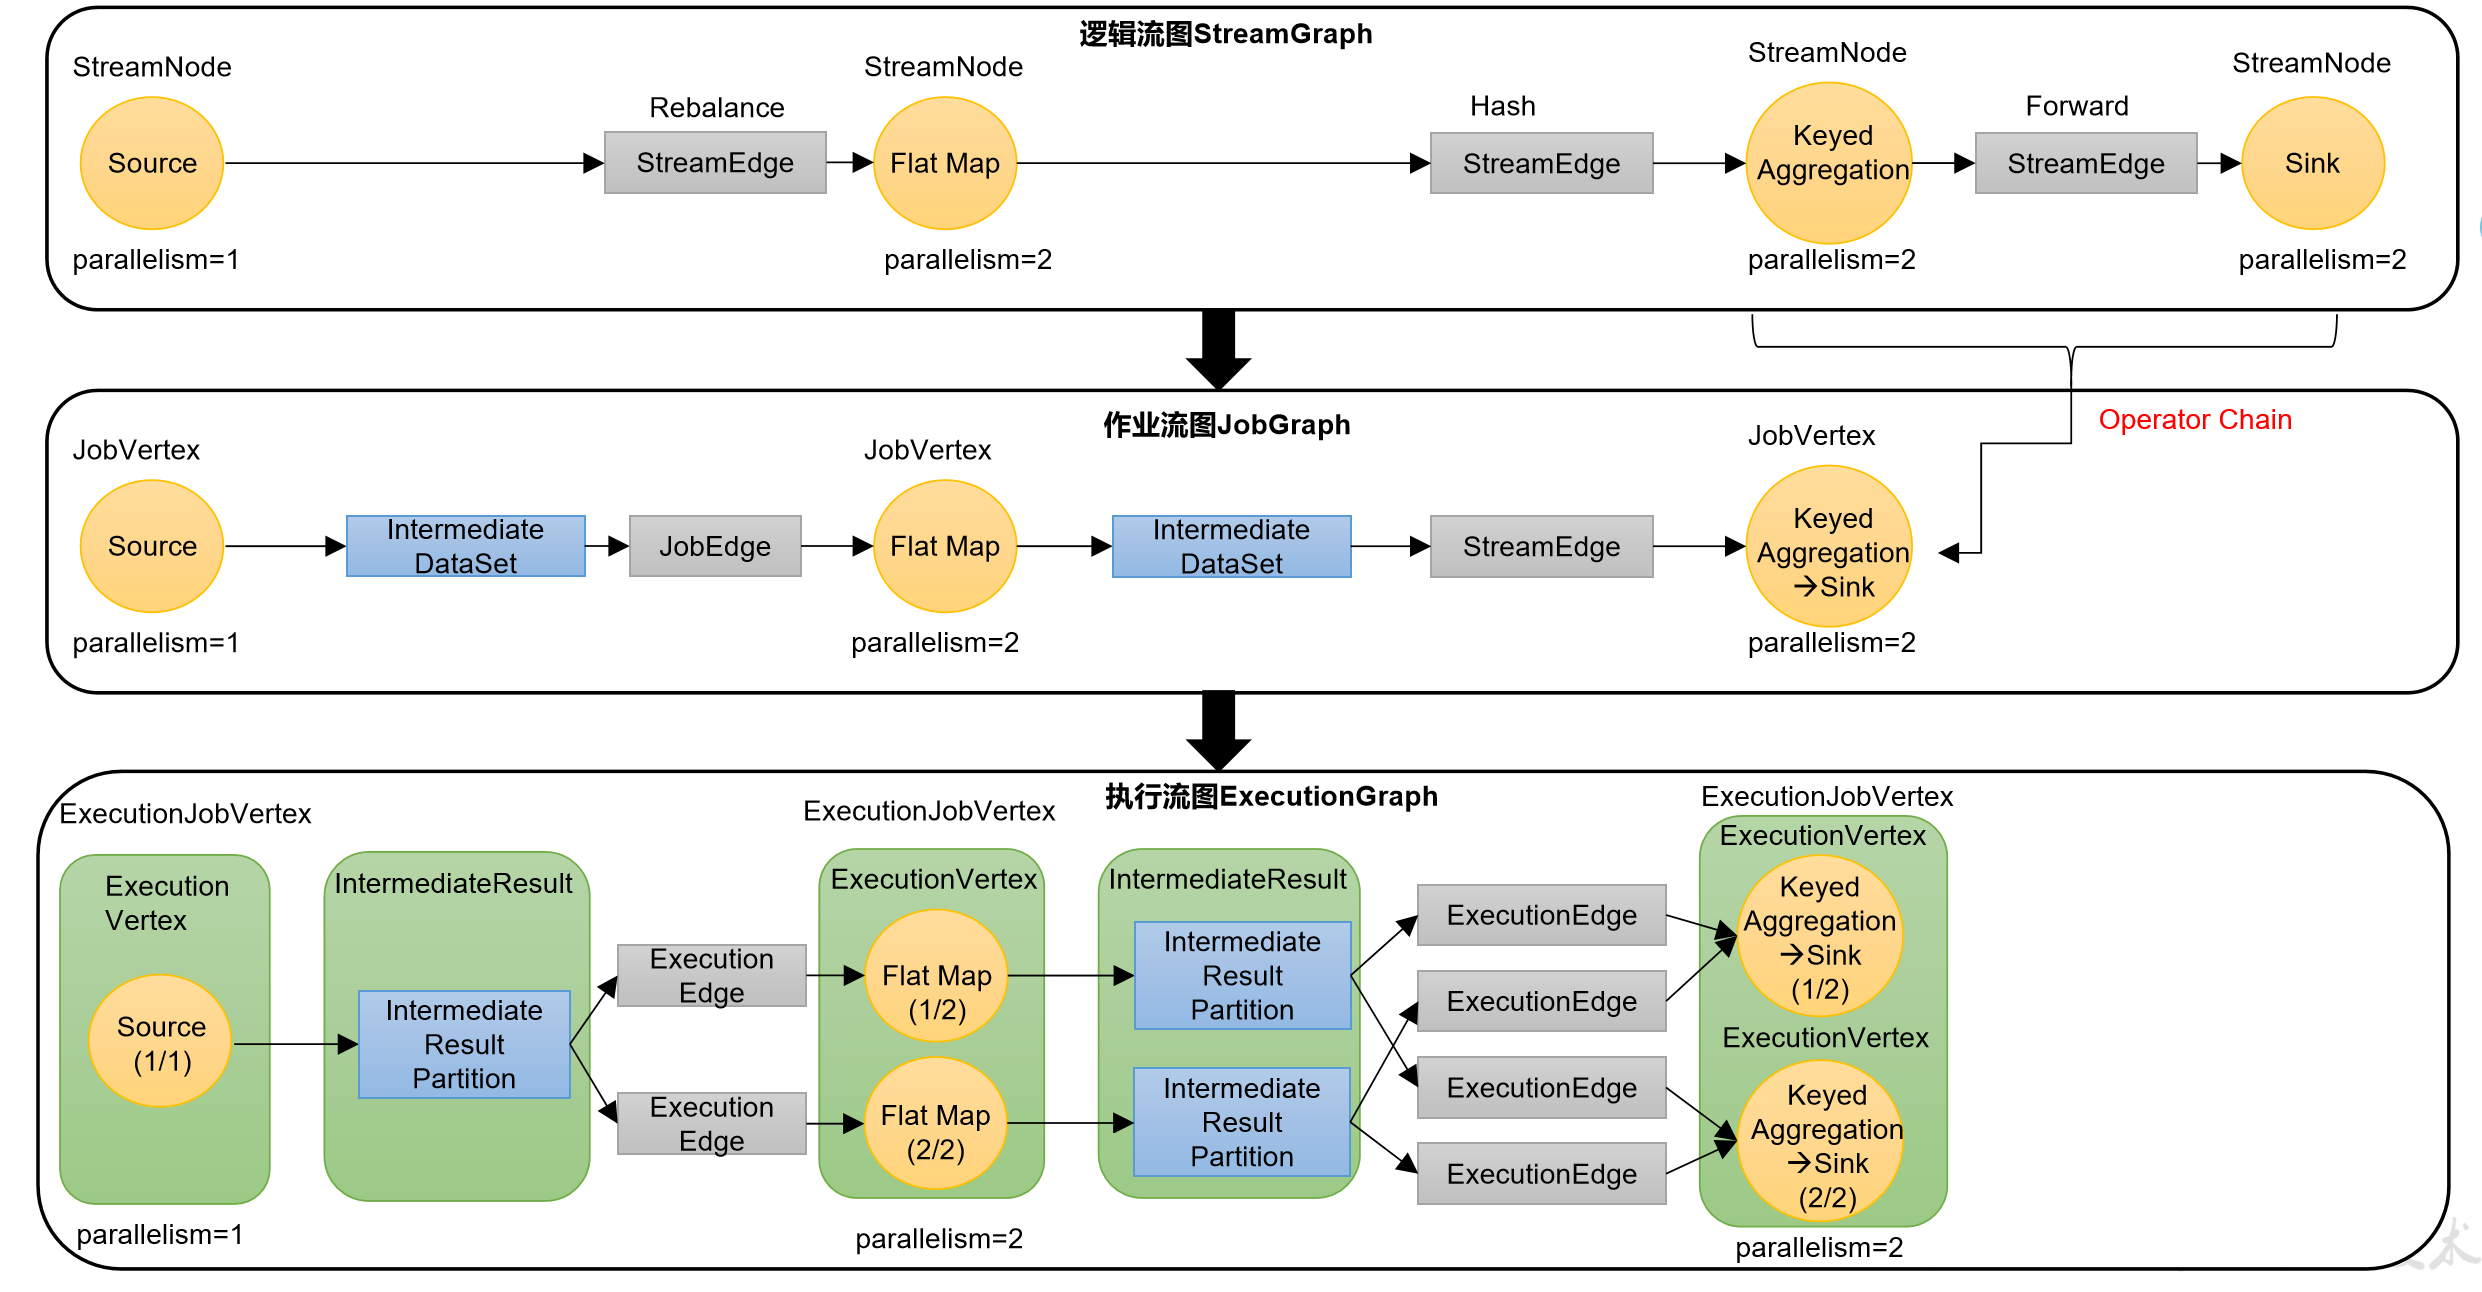 逻辑流图StreamGraph
StreamNode
StreamNode
StreamNode
StreamNode
Rebalance
Hash
Forward
Source
StreamEdge
Flat Map
StreamEdge
Keyed
Aggregation
StreamEdge
Sink
parallelism=1
parallelism=2
parallelism=2
parallelism=2
作业流图JobGraph
Operator Chain
JobVertex
JobVertex
JobVertex
Source
Intermediate
DataSet
JobEdge
Flat Map
Intermediate
DataSet
StreamEdge
Keyed
Aggregation
→Sink
parallelism=1
parallelism=2
parallelism=2
执行流图ExecutionGraph
ExecutionJobVertex
ExecutionJobVertex
ExecutionJobVertex
Execution
Vertex
Source
(1/1)
IntermediateResult
Intermediate
Result
Partition
Execution
Edge
Execution
Edge
ExecutionVertex
Flat Map
(1/2)
Flat Map
(2/2)
IntermediateResult
Intermediate
Result
Partition
Intermediate
Result
Partition
ExecutionEdge
ExecutionEdge
ExecutionEdge
ExecutionEdge
ExecutionVertex
Keyed
Aggregation
→Sink
(1/2)
ExecutionVertex
Keyed
Aggregation
→Sink
(2/2)
parallelism=1
parallelism=2
parallelism=2
术